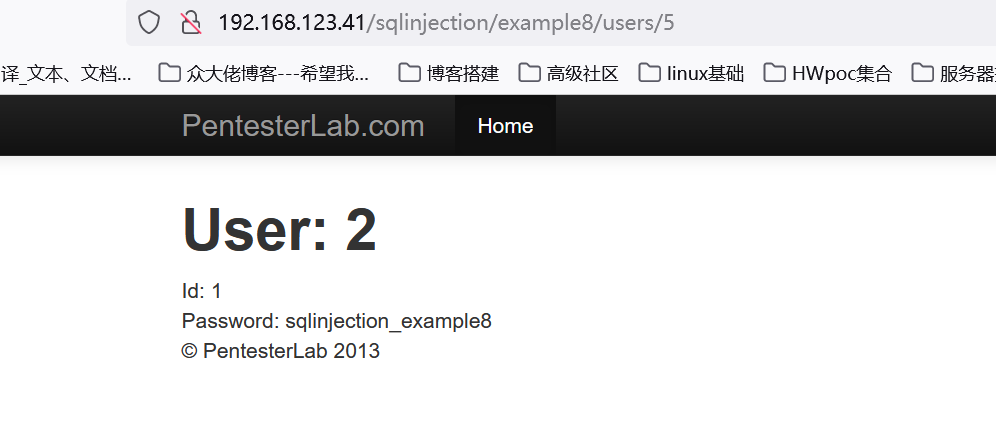 192.168.123.41/sqlinjection/example8/users/5
译_文本、文档... 众大佬博客---希望我... 博客搭建 高级社区 linux基础 HWpoc集合 服务器
PentesterLab.com Home
User: 2
Id: 1
Password: sqlinjection_example8
© PentesterLab 2013